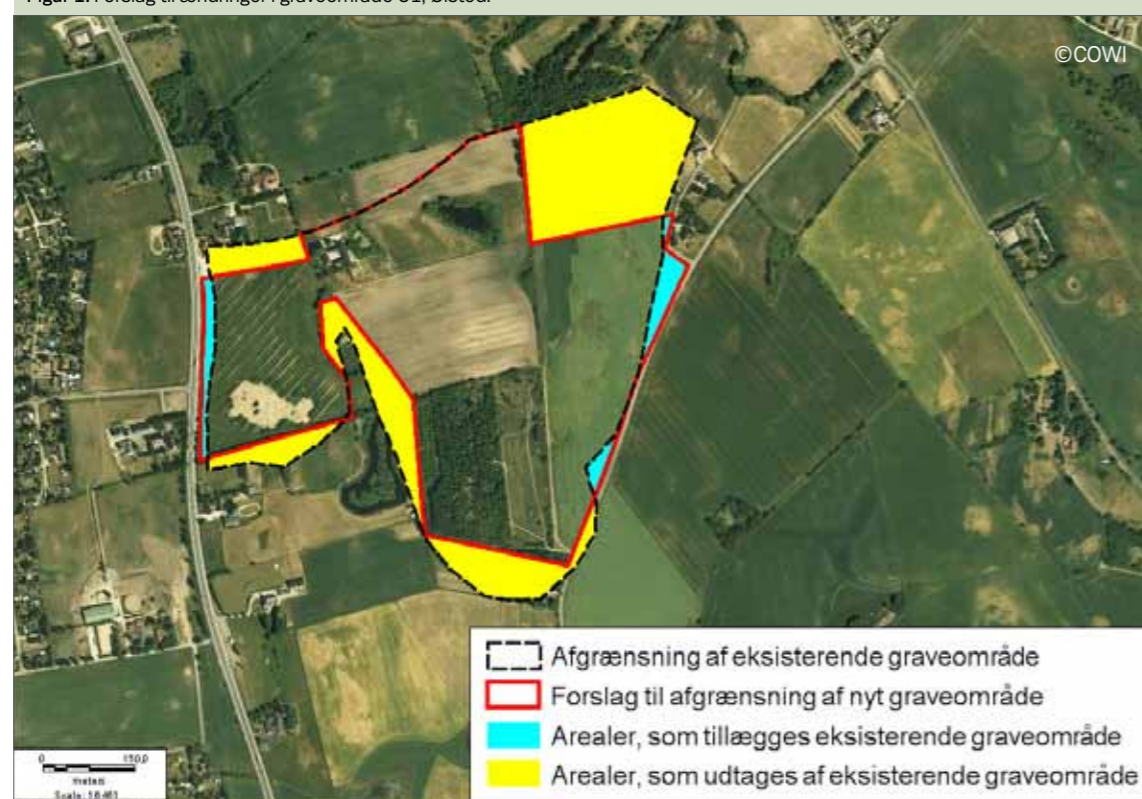 ©COWI
Afgrænsning af eksisterende graveområde
Forslag til afgrænsning af nyt graveområde
Arealer, som tillægges eksisterende graveområde
Arealer, som udtages af eksisterende graveområde
0 150,0
meters